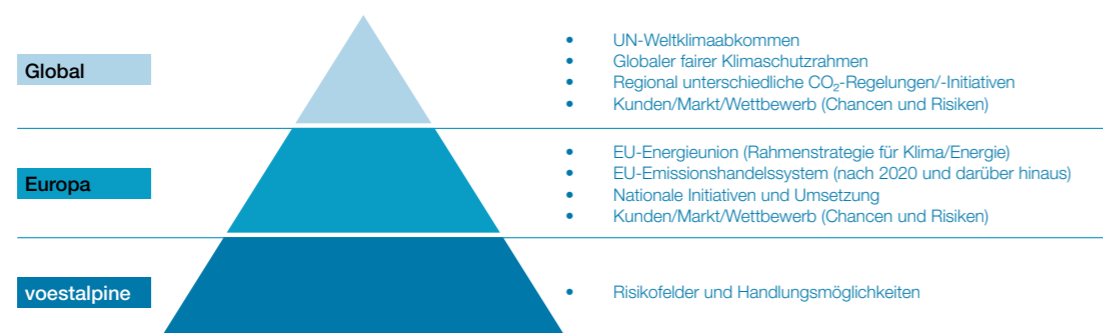 Global
• UN-Weltklimaabkommen
• Globaler fairer Klimaschutzrahmen
• Regional unterschiedliche CO₂-Regelungen/-Initiativen
• Kunden/Markt/Wettbewerb (Chancen und Risiken)
Europa
• EU-Energieunion (Rahmenstrategie für Klima/Energie)
• EU-Emissionshandelssystem (nach 2020 und darüber hinaus)
• Nationale Initiativen und Umsetzung
• Kunden/Markt/Wettbewerb (Chancen und Risiken)
voestalpine
• Risikofelder und Handlungsmöglichkeiten